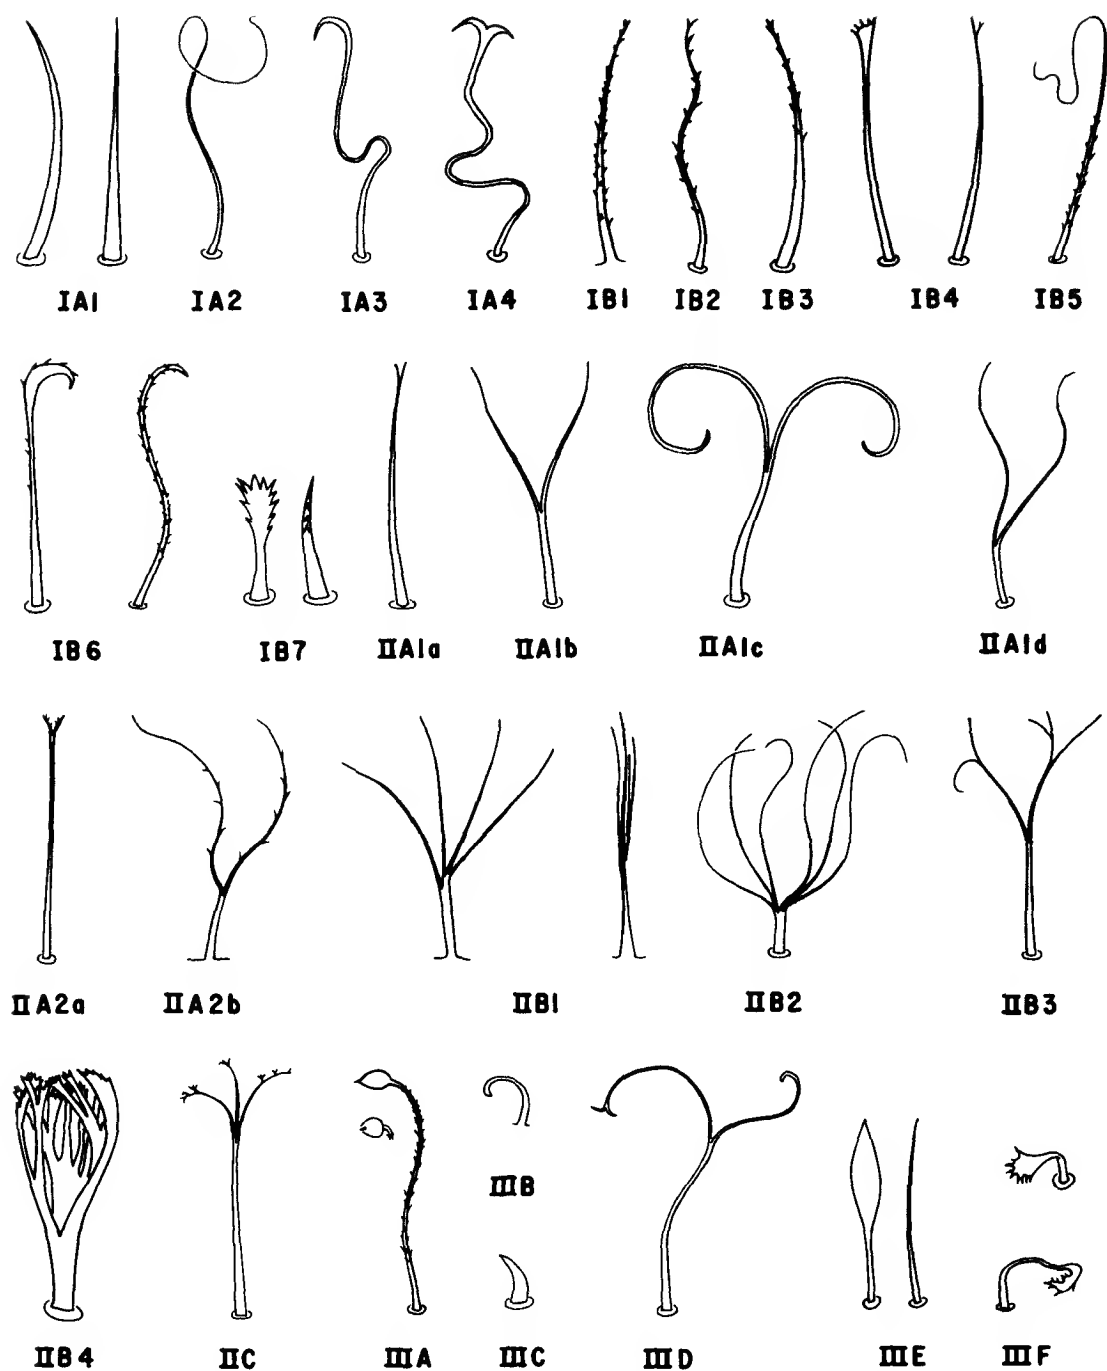 IA1 IA2 IA3 IA4 IB1 IB2 IB3 IB4 IB5
IB6 IB7 IIA1a IIA1b IIA1c IIA1d
IIA2a IIA2b IIB1 IIB2 IIB3
IIIB
IIB4 IIC IIIA IIIC IIID IIIE IIIF